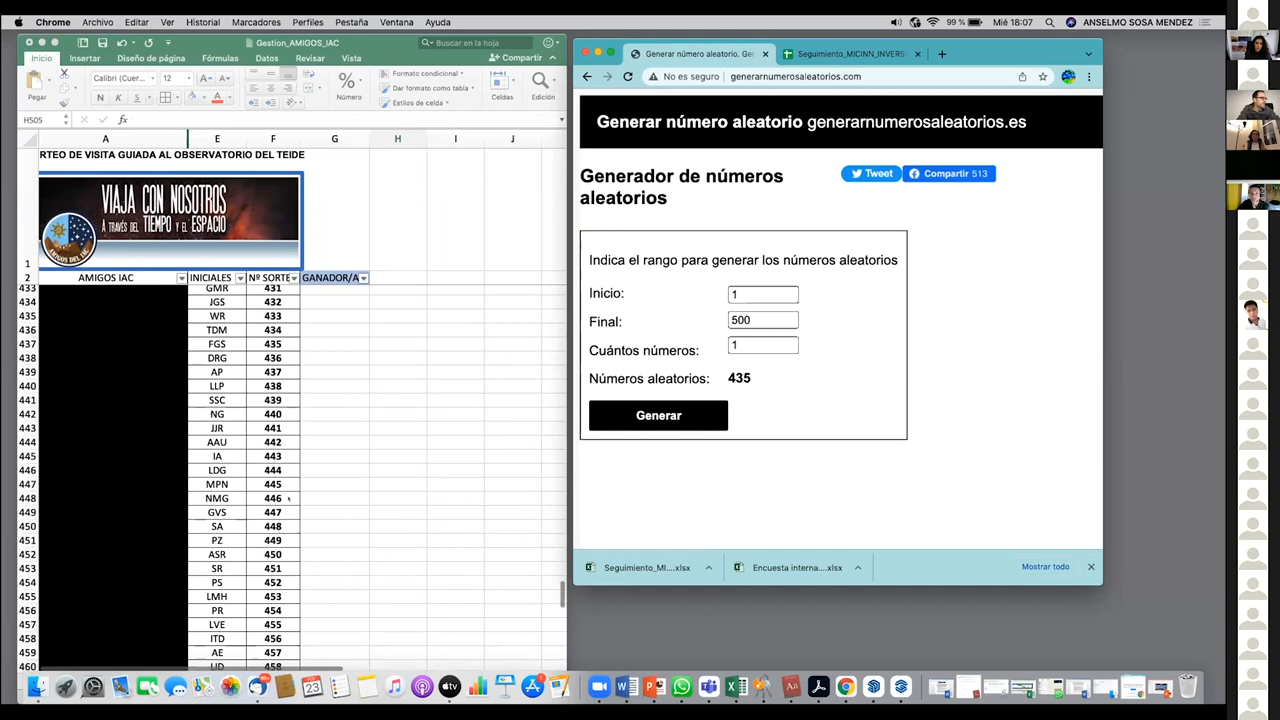 Chrome Archivo Editar Ver Historial Marcadores Perfiles Pestaña Ventana Ayuda
99 % Mié 18:07 ANSELMO SOSA MENDEZ
Gestion_AMIGOS_IAC
Buscar en la hoja
Inicio Insertar Diseño de página Fórmulas Datos Revisar Vista
Compartir
Pegar
Calibri (Cuer... 12
N K S
Número
Formato condicional
Dar formato como tabla
Estilos de celda
Celdas
Edición
H505 fx
A E F G H I J
RTEO DE VISITA GUIADA AL OBSERVATORIO DEL TEIDE
VIAJA CON NOSOTROS
A TRAVÉS DEL TIEMPO Y EL ESPACIO
AMIGOS DEL IAC
1
2 AMIGOS IAC INICIALES Nº SORTE GANADOR/A
433 GMR 431
434 JGS 432
435 WR 433
436 TDM 434
437 FGS 435
438 DRG 436
439 AP 437
440 LLP 438
441 SSC 439
442 NG 440
443 JJR 441
444 AAU 442
445 IA 443
446 LDG 444
447 MPN 445
448 NMG 446
449 GVS 447
450 SA 448
451 PZ 449
452 ASR 450
453 SR 451
454 PS 452
455 LMH 453
456 PR 454
457 LVE 455
458 ITD 456
459 AE 457
460 458
Generar número aleatorio. Ge
Seguimiento_MICINN_INVERS
No es seguro generarnumerosaleatorios.com
Generar número aleatorio generarnumerosaleatorios.es
Generador de números
aleatorios
Tweet
Compartir 513
Indica el rango para generar los números aleatorios
Inicio: 1
Final: 500
Cuántos números: 1
Números aleatorios: 435
Generar
Seguimiento_MI....xlsx
Encuesta interna....xlsx
Mostrar todo
23